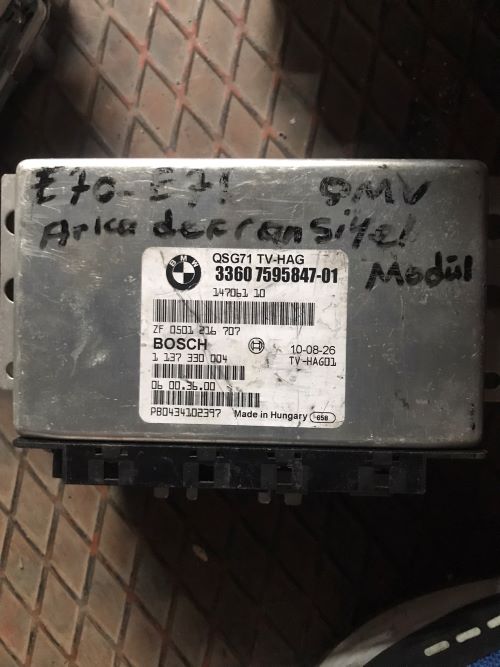 E70-E71 BMW
Arka defransiyel
Modül
BMW
QSG71 TV-HAG
3360 7595847-01
147061 10
ZF 0501 216 707
BOSCH
10-08-26
1 137 330 004
TV-HAG01
06 00.36.00
PB0434102397
Made in Hungary
658